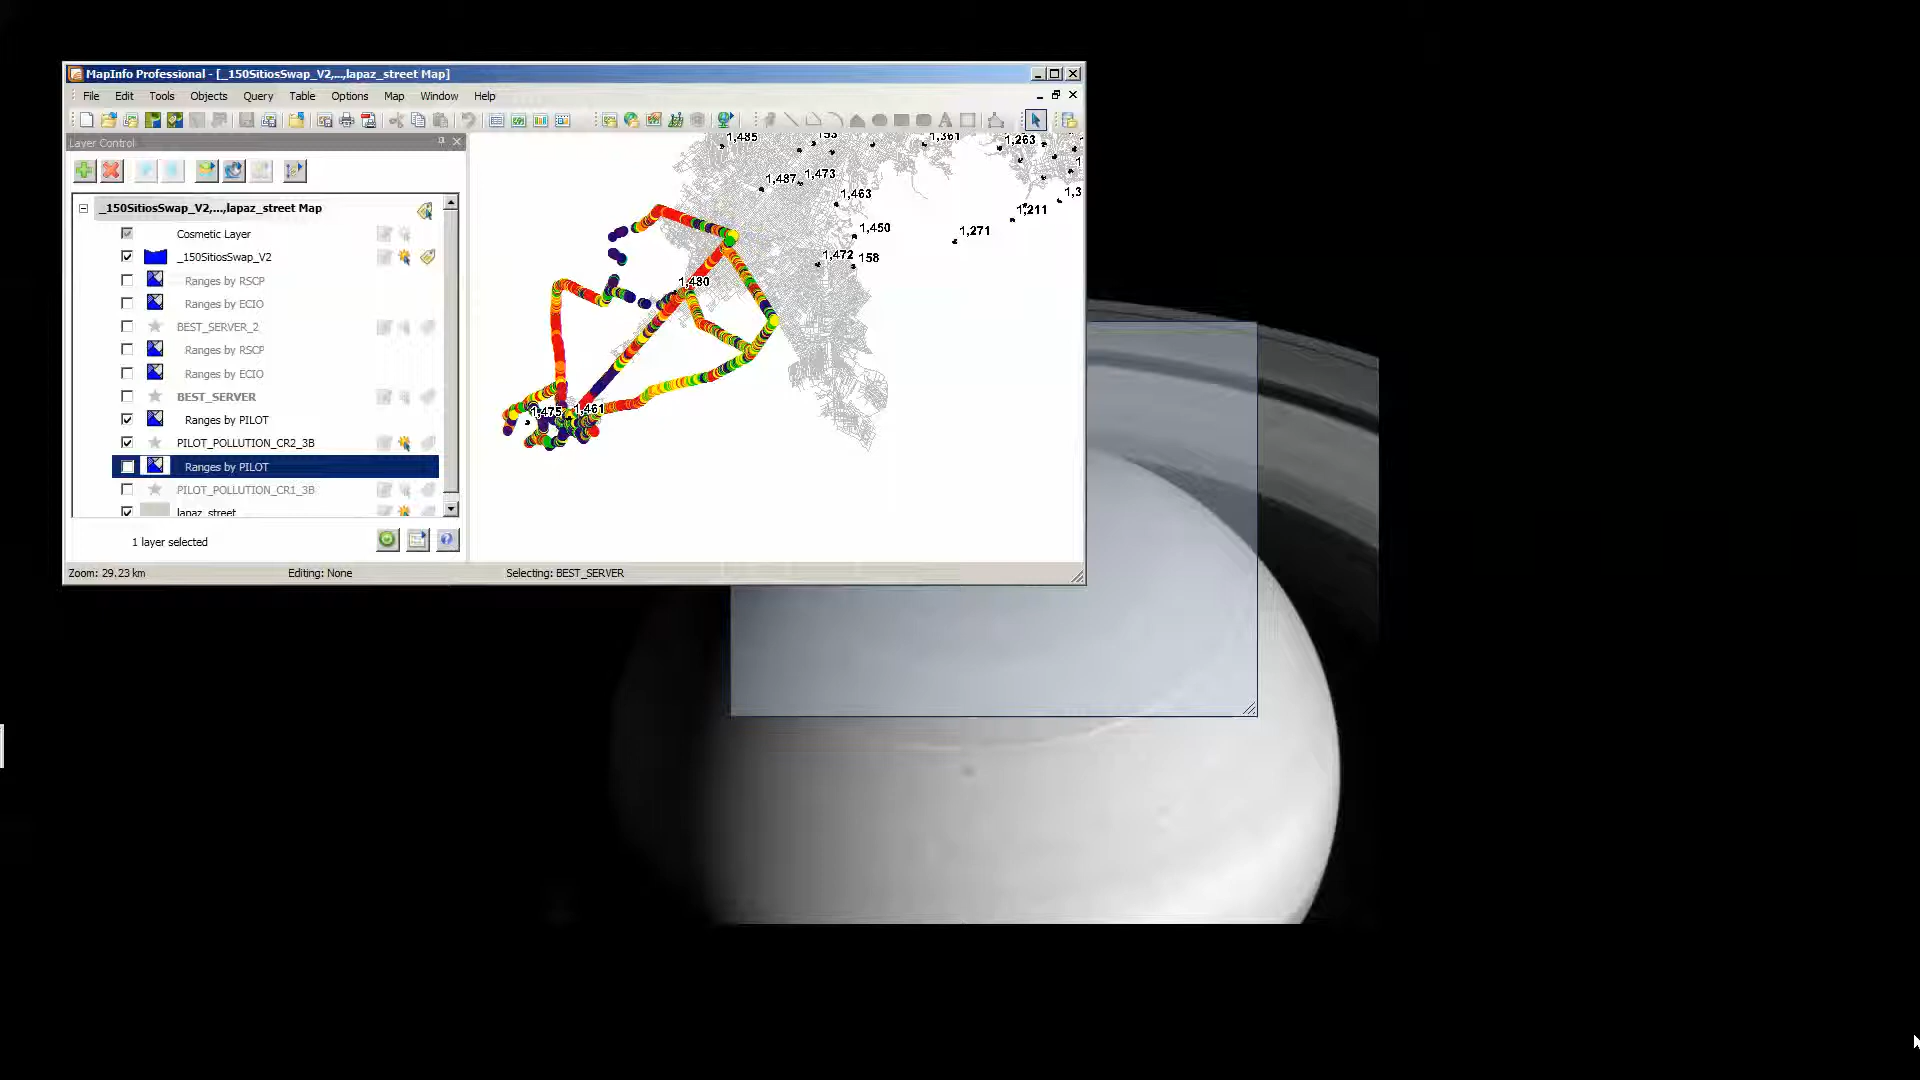 MapInfo Professional - [_150SitiosSwap_V2,...,lapaz_street Map]
File Edit Tools Objects Query Table Options Map Window Help
Layer Control
_150SitiosSwap_V2,...,lapaz_street Map
Cosmetic Layer
_150SitiosSwap_V2
Ranges by RSCP
Ranges by ECIO
BEST_SERVER_2
Ranges by RSCP
Ranges by ECIO
BEST_SERVER
Ranges by PILOT
PILOT_POLLUTION_CR2_3B
Ranges by PILOT
PILOT_POLLUTION_CR1_3B
lapaz_street
1 layer selected
1,485
153
1,361
1,263
1,487
1,473
1,463
1,3
1,211
1,450
1,271
1,472
158
1,480
1,475
1,461
Zoom: 29.23 km Editing: None Selecting: BEST_SERVER